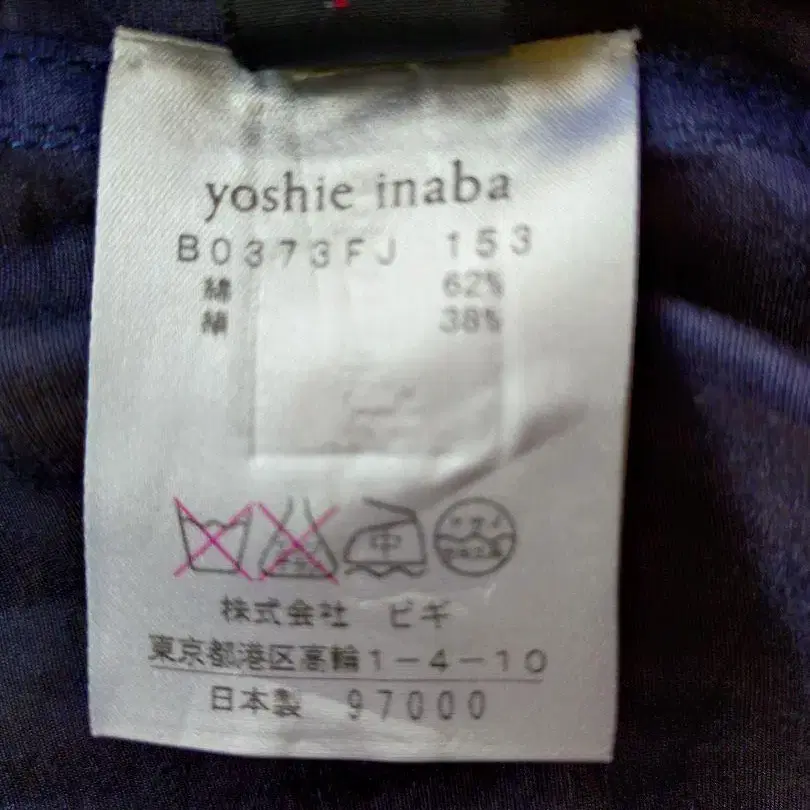 yoshie inaba
B0373FJ 153
綿 62%
絹 38%
中
株式会社 ビギ
東京都港区高輪1-4-10
日本製 97000